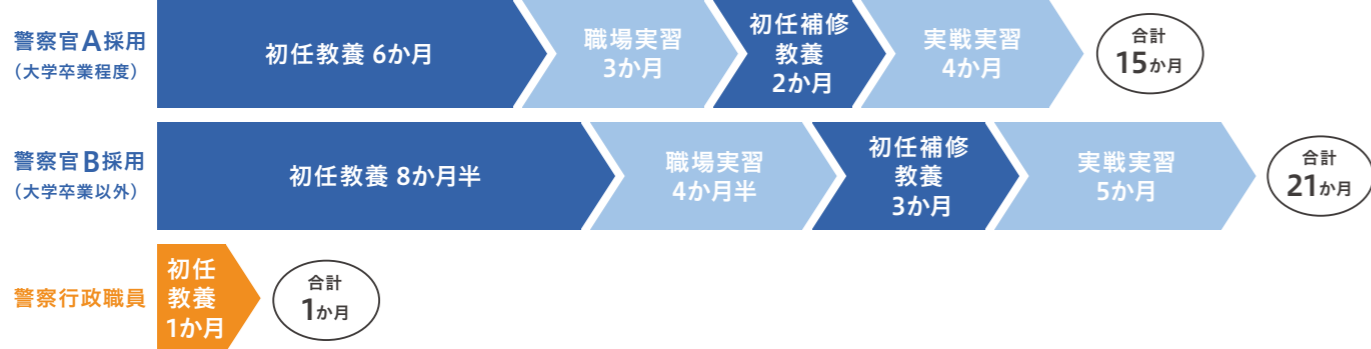 警察官A採用
（大学卒業程度）
初任教養 6か月
職場実習
3か月
初任補修
教養
2か月
実戦実習
4か月
合計
15か月
警察官B採用
（大学卒業以外）
初任教養 8か月半
職場実習
4か月半
初任補修
教養
3か月
実戦実習
5か月
合計
21か月
警察行政職員
初任
教養
1か月
合計
1か月